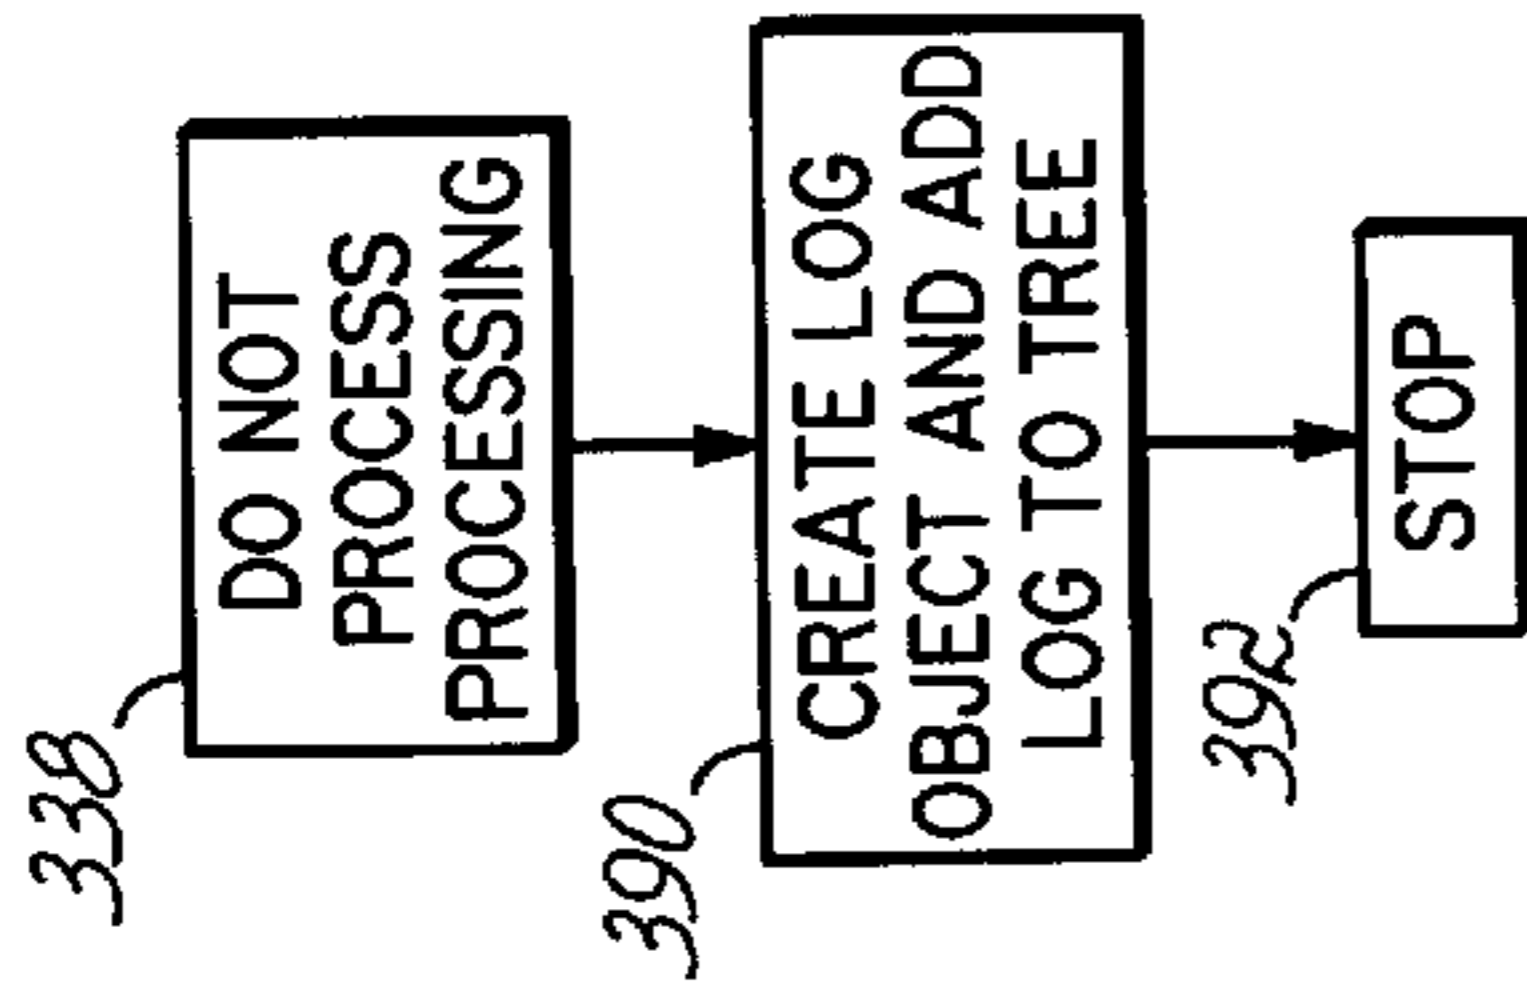 338
DO NOT
PROCESS
PROCESSING
390
CREATE LOG
OBJECT AND ADD
LOG TO TREE
392
STOP